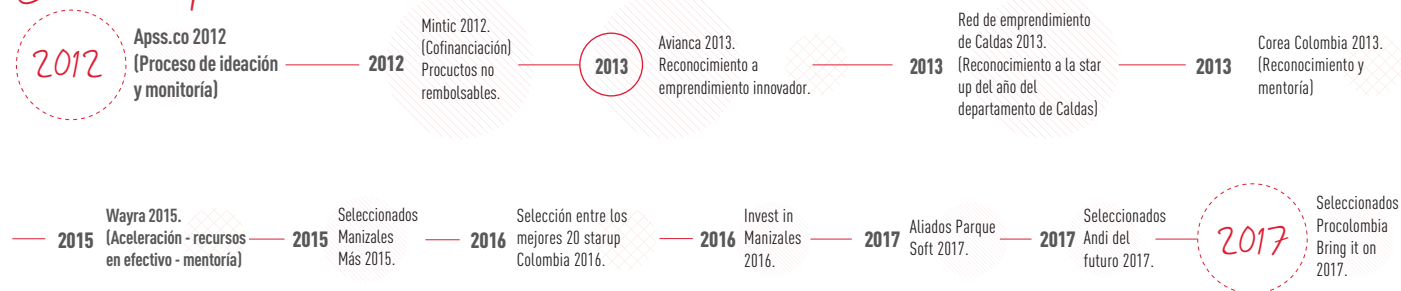 2012
Apss.co 2012
(Proceso de ideación
y monitoría)
2012
Mintic 2012.
(Cofinanciación)
Procuctos no
rembolsables.
2013
Avianca 2013.
Reconocimiento a
emprendimiento innovador.
2013
Red de emprendimiento
de Caldas 2013.
(Reconocimiento a la star
up del año del
departamento de Caldas)
2013
Corea Colombia 2013.
(Reconocimiento y
mentoría)
2015
Wayra 2015.
(Aceleración - recursos
en efectivo - mentoría)
2015
Seleccionados
Manizales
Más 2015.
2016
Selección entre los
mejores 20 starup
Colombia 2016.
2016
Invest in
Manizales
2016.
2017
Aliados Parque
Soft 2017.
2017
Seleccionados
Andi del
futuro 2017.
2017
Seleccionados
Procolombia
Bring it on
2017.